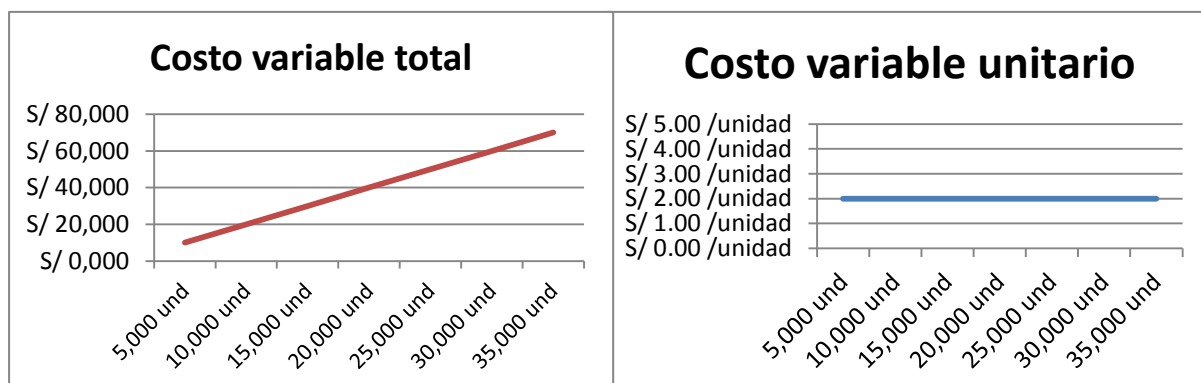 Costo variable total
S/ 80,000
S/ 60,000
S/ 40,000
S/ 20,000
S/ 0,000
5,000 und
10,000 und
15,000 und
20,000 und
25,000 und
30,000 und
35,000 und
Costo variable unitario
S/ 5.00 /unidad
S/ 4.00 /unidad
S/ 3.00 /unidad
S/ 2.00 /unidad
S/ 1.00 /unidad
S/ 0.00 /unidad
5,000 und
10,000 und
15,000 und
20,000 und
25,000 und
30,000 und
35,000 und